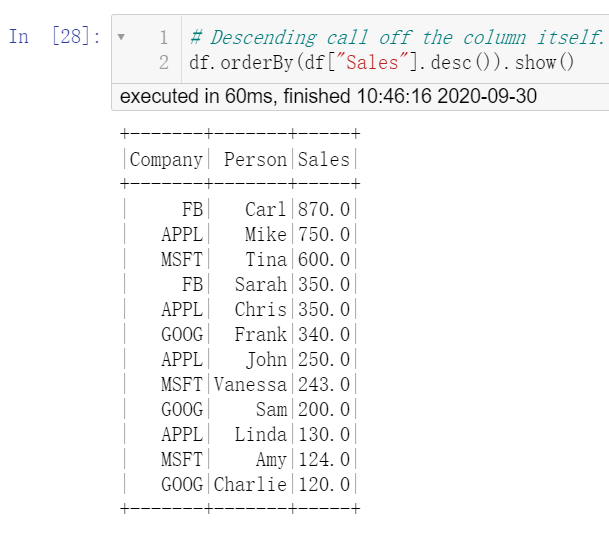 In [28]:
1 # Descending call off the column itself.
2 df.orderBy(df["Sales"].desc()).show()
executed in 60ms, finished 10:46:16 2020-09-30
+-------+-------+-----+
|Company| Person|Sales|
+-------+-------+-----+
|     FB|   Carl|870.0|
|   APPL|   Mike|750.0|
|   MSFT|   Tina|600.0|
|     FB|  Sarah|350.0|
|   APPL|  Chris|350.0|
|   GOOG|  Frank|340.0|
|   APPL|   John|250.0|
|   MSFT|Vanessa|243.0|
|   GOOG|    Sam|200.0|
|   APPL|  Linda|130.0|
|   MSFT|    Amy|124.0|
|   GOOG|Charlie|120.0|
+-------+-------+-----+